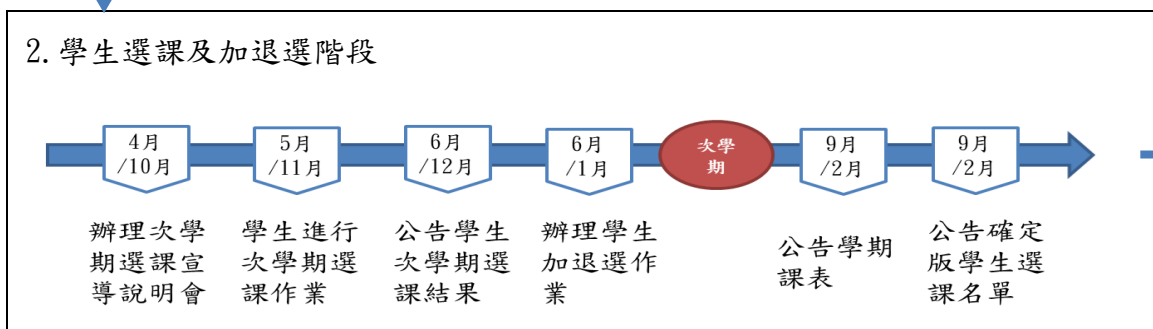 2.學生選課及加退選階段
4月
/10月
5月
/11月
6月
/12月
6月
/1月
次學
期
9月
/2月
9月
/2月
辦理次學
期選課宣
導說明會
學生進行
次學期選
課作業
公告學生
次學期選
課結果
辦理學生
加退選作
業
公告學期
課表
公告確定
版學生選
課名單